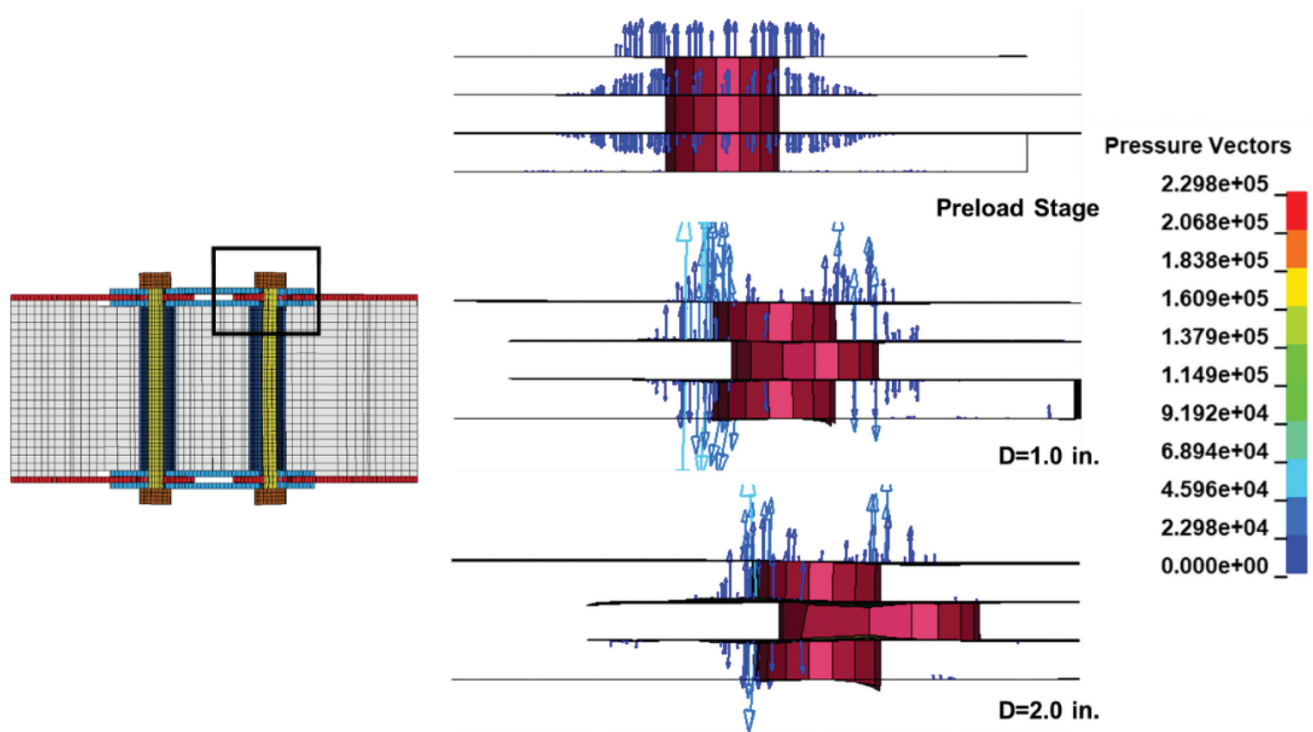 Preload Stage
D=1.0 in.
D=2.0 in.
Pressure Vectors
2.298e+05
2.068e+05
1.838e+05
1.609e+05
1.379e+05
1.149e+05
9.192e+04
6.894e+04
4.596e+04
2.298e+04
0.000e+00